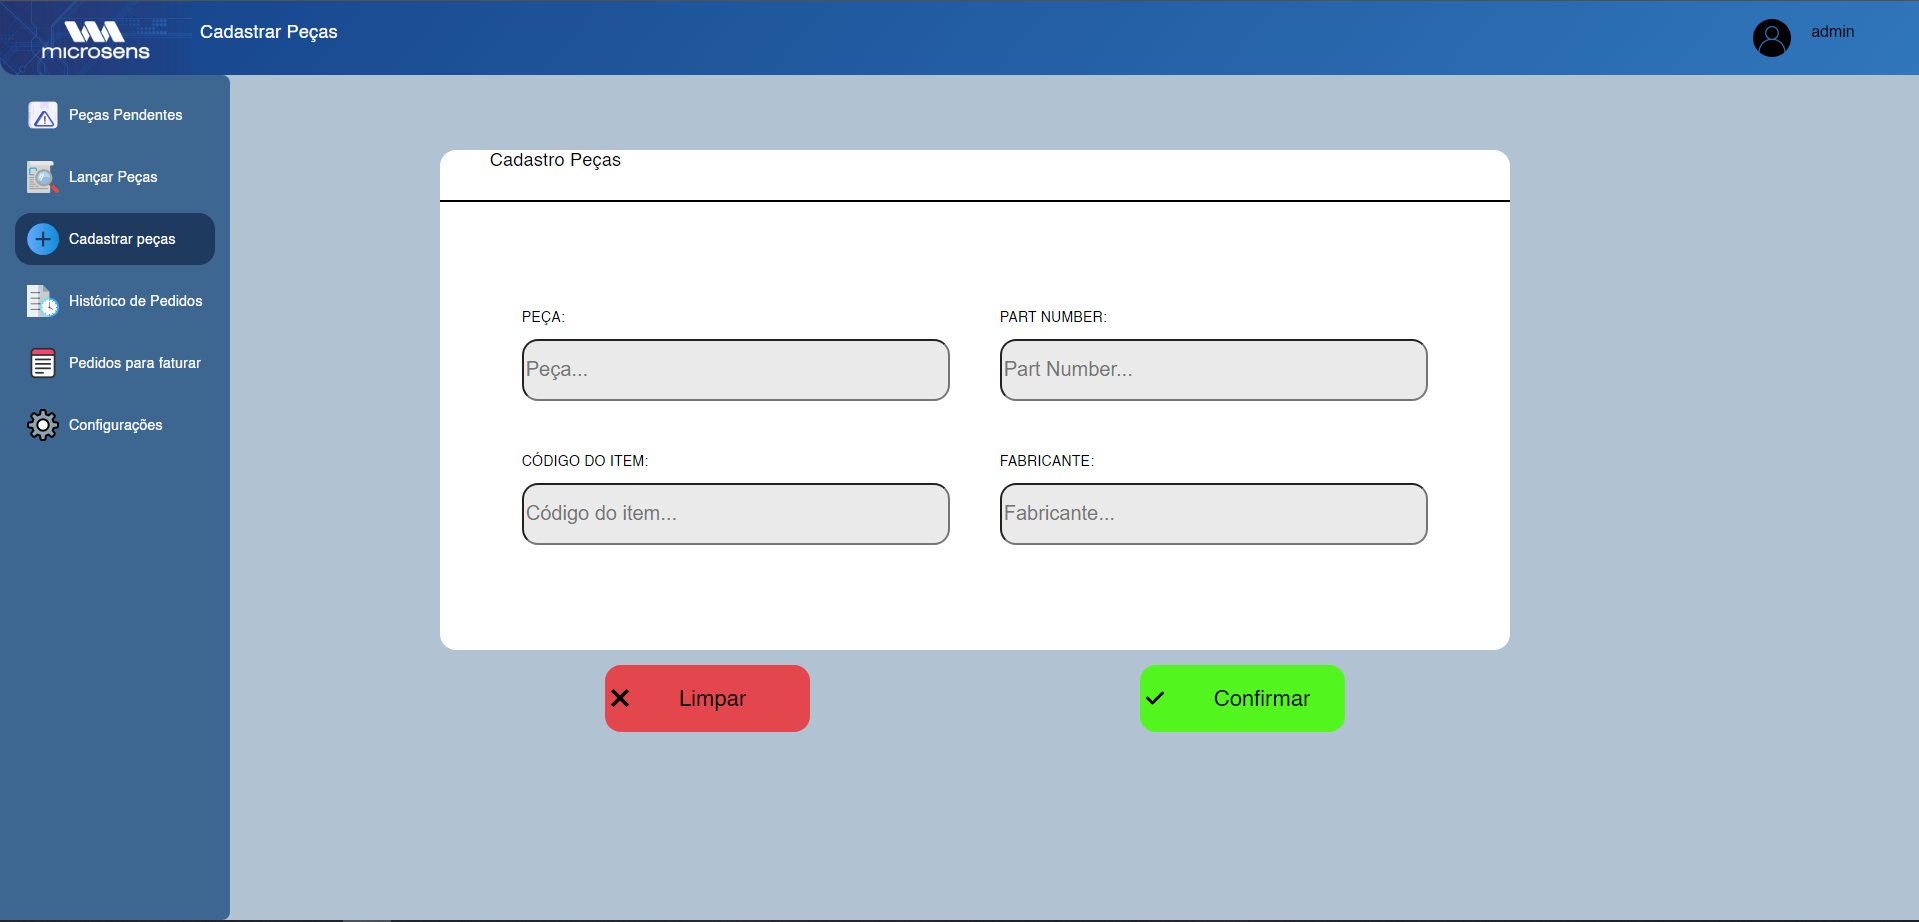 microsens
Cadastrar Peças
admin
Peças Pendentes
Lançar Peças
Cadastrar peças
Histórico de Pedidos
Pedidos para faturar
Configurações
Cadastro Peças
PEÇA:
PART NUMBER:
Peça...
Part Number...
CÓDIGO DO ITEM:
FABRICANTE:
Código do item...
Fabricante...
Limpar
Confirmar